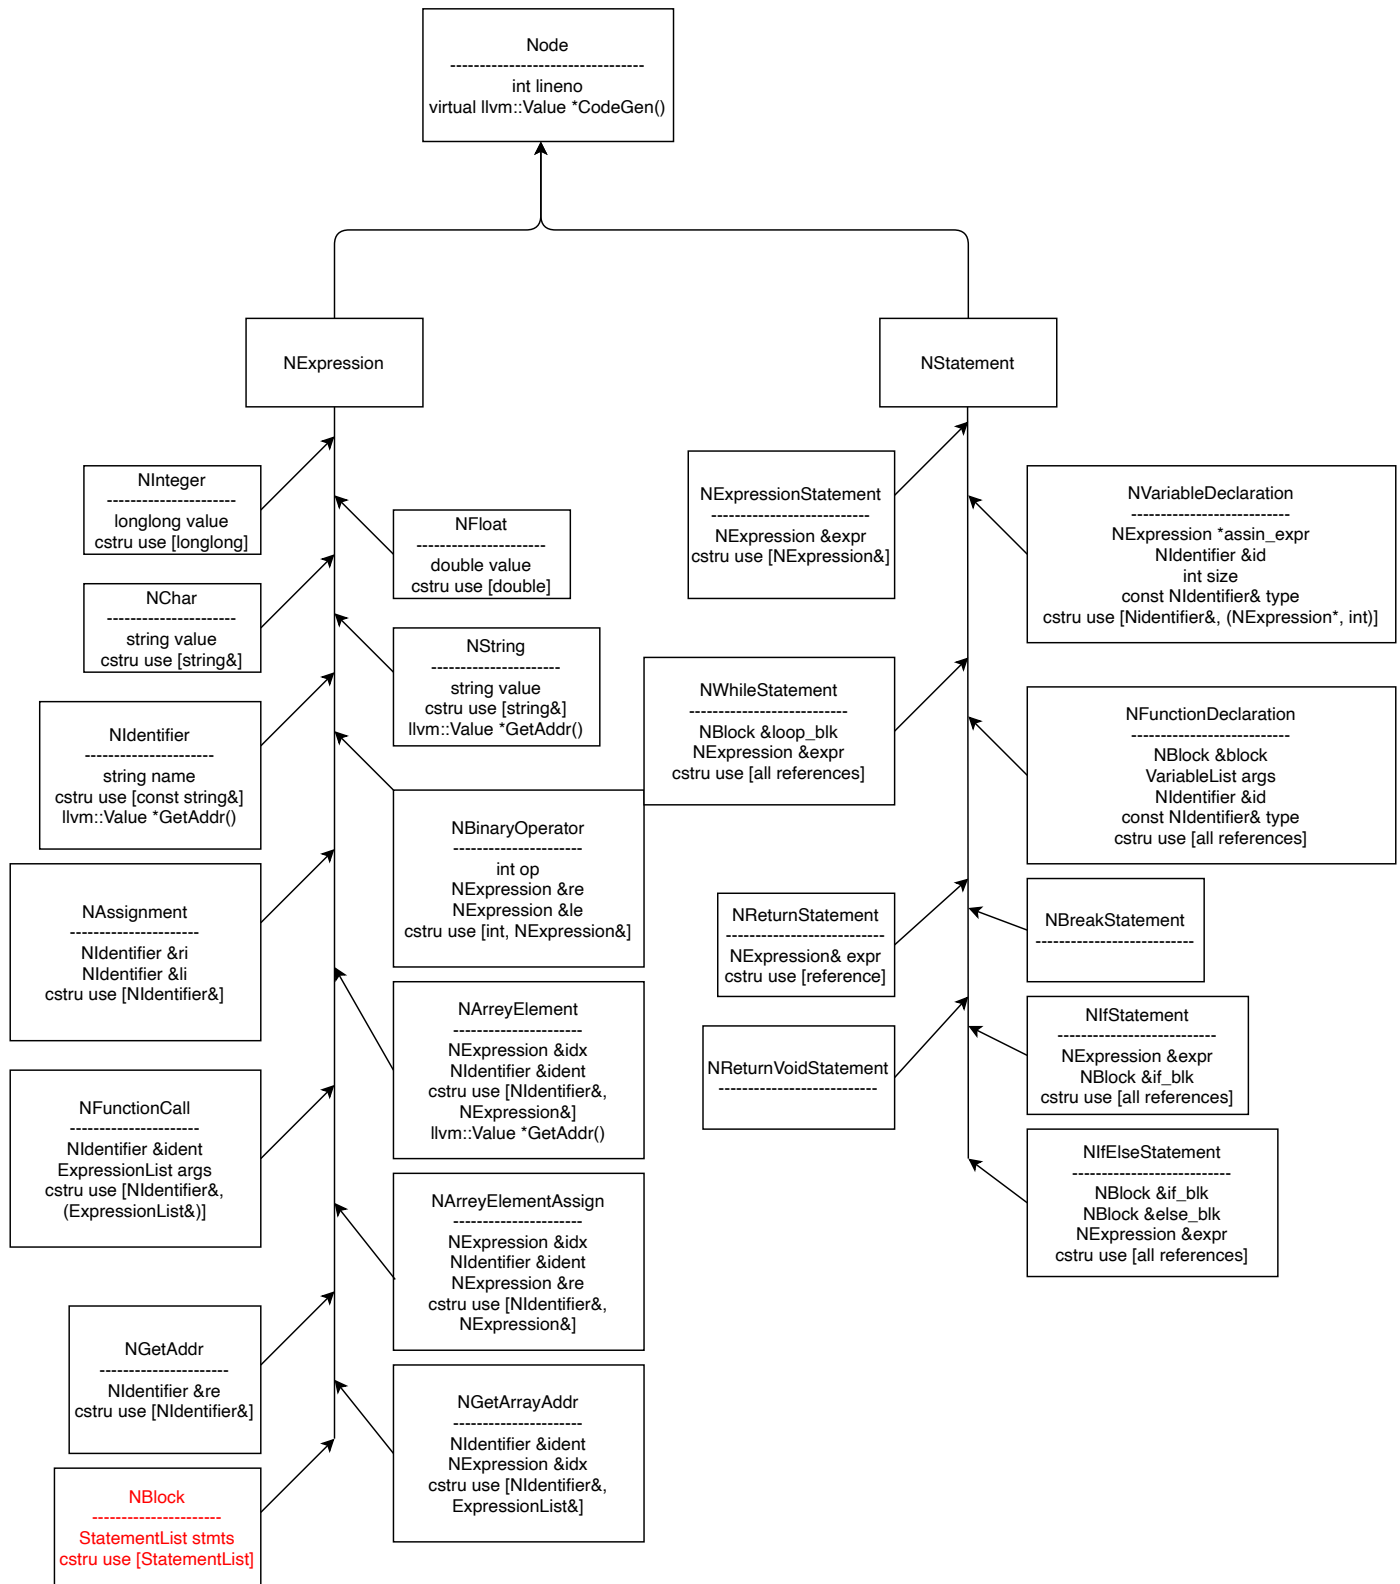 Node
---------------------------------
int lineno
virtual llvm::Value *CodeGen()
NExpression
NStatement
NInteger
----------------------
longlong value
cstru use [longlong]
NFloat
----------------------
double value
cstru use [double]
NChar
----------------------
string value
cstru use [string&]
NString
----------------------
string value
cstru use [string&]
llvm::Value *GetAddr()
NIdentifier
----------------------
string name
cstru use [const string&]
llvm::Value *GetAddr()
NBinaryOperator
----------------------
int op
NExpression &re
NExpression &le
cstru use [int, NExpression&]
NAssignment
----------------------
NIdentifier &ri
NIdentifier &li
cstru use [NIdentifier&]
NArreyElement
----------------------
NExpression &idx
NIdentifier &ident
cstru use [NIdentifier&,
NExpression&]
llvm::Value *GetAddr()
NFunctionCall
----------------------
NIdentifier &ident
ExpressionList args
cstru use [NIdentifier&,
(ExpressionList&)]
NArreyElementAssign
----------------------
NExpression &idx
NIdentifier &ident
NExpression &re
cstru use [NIdentifier&,
NExpression&]
NGetAddr
----------------------
NIdentifier &re
cstru use [NIdentifier&]
NGetArrayAddr
----------------------
NIdentifier &ident
NExpression &idx
cstru use [NIdentifier&,
ExpressionList&]
NBlock
----------------------
StatementList stmts
cstru use [StatementList]
NExpressionStatement
---------------------------
NExpression &expr
cstru use [NExpression&]
NVariableDeclaration
---------------------------
NExpression *assin_expr
NIdentifier &id
int size
const NIdentifier& type
cstru use [Nidentifier&, (NExpression*, int)]
NWhileStatement
---------------------------
NBlock &loop_blk
NExpression &expr
cstru use [all references]
NFunctionDeclaration
---------------------------
NBlock &block
VariableList args
NIdentifier &id
const NIdentifier& type
cstru use [all references]
NReturnStatement
---------------------------
NExpression& expr
cstru use [reference]
NBreakStatement
---------------------------
NReturnVoidStatement
---------------------------
NIfStatement
---------------------------
NExpression &expr
NBlock &if_blk
cstru use [all references]
NIfElseStatement
---------------------------
NBlock &if_blk
NBlock &else_blk
NExpression &expr
cstru use [all references]